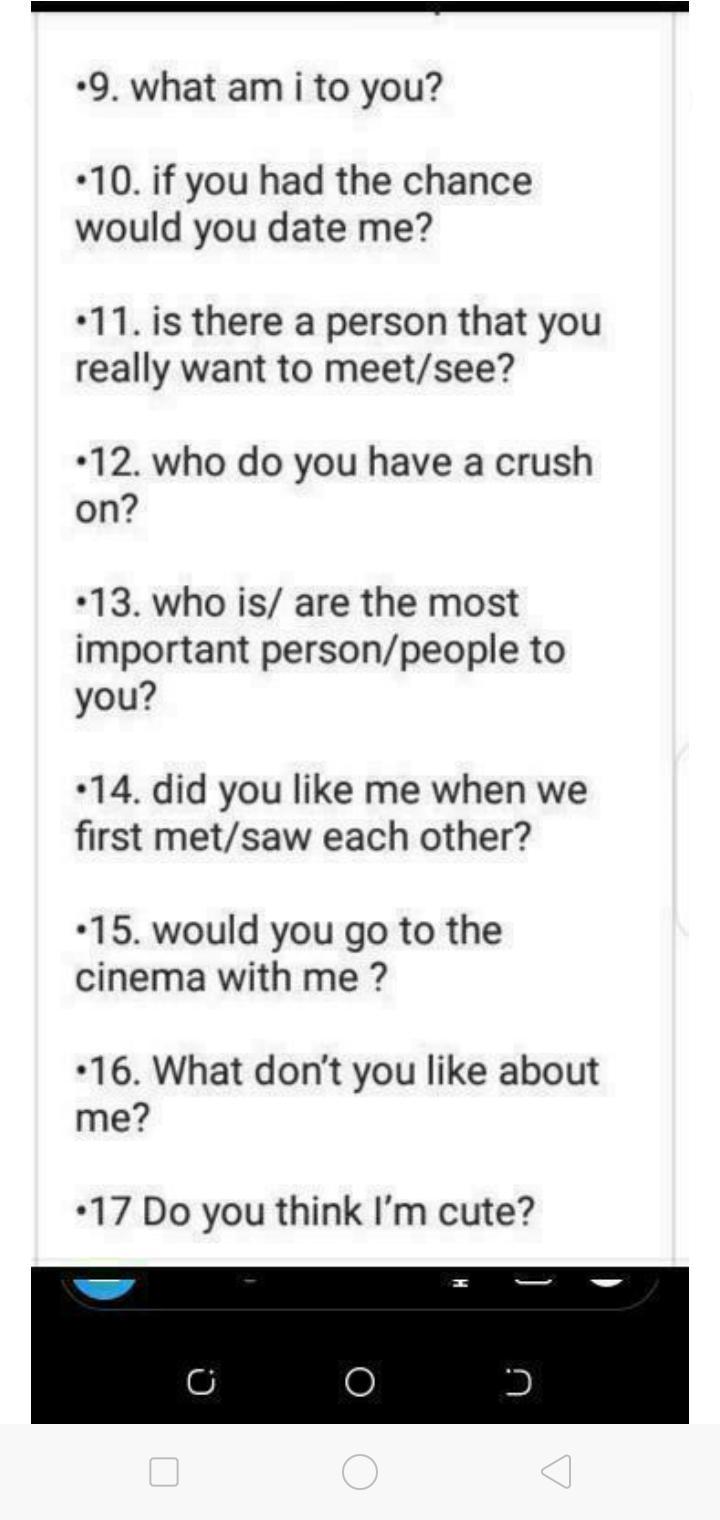 •9. what am i to you?
•10. if you had the chance
would you date me?
•11. is there a person that you
really want to meet/see?
•12. who do you have a crush
on?
•13. who is/ are the most
important person/people to
you?
•14. did you like me when we
first met/saw each other?
•15. would you go to the
cinema with me ?
•16. What don’t you like about
me?
•17 Do you think I’m cute?